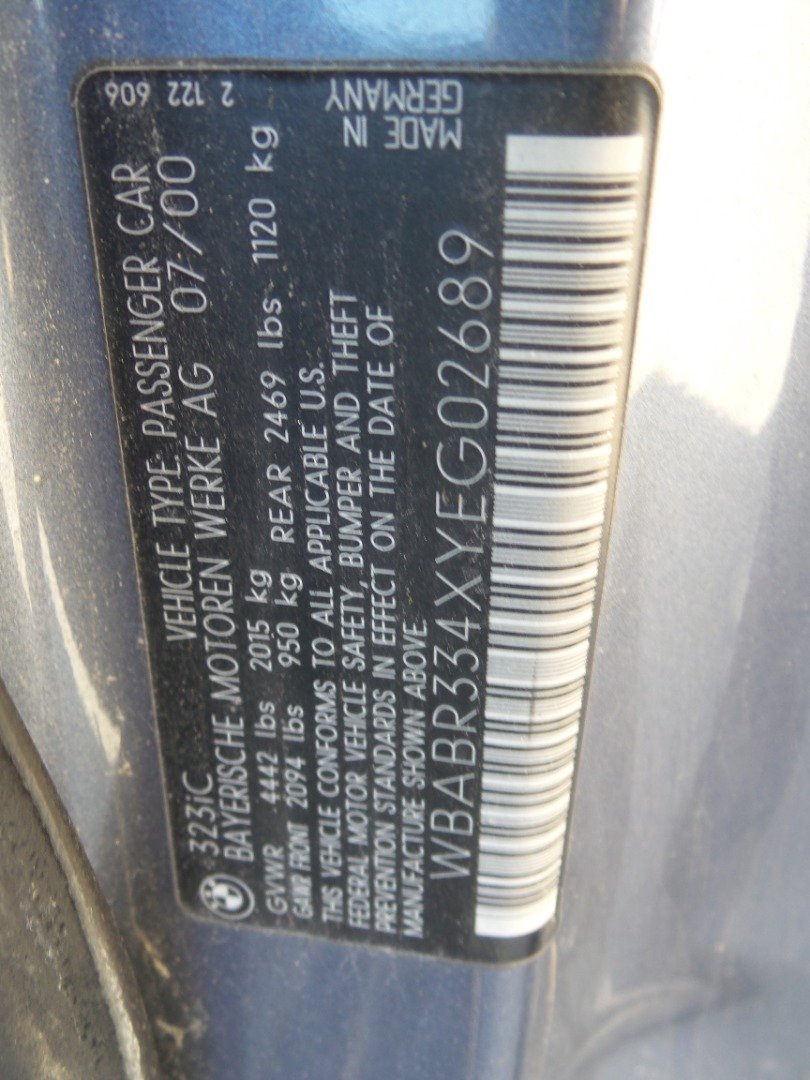 323iC VEHICLE TYPE PASSENGER CAR
BAYERISCHE MOTOREN WERKE AG 07/00
GVWR 4442 lbs 2015 kg
GAWR FRONT 2094 lbs 950 kg REAR 2469 lbs 1120 kg
THIS VEHICLE CONFORMS TO ALL APPLICABLE U.S.
FEDERAL MOTOR VEHICLE SAFETY, BUMPER AND THEFT
PREVENTION STANDARDS IN EFFECT ON THE DATE OF
MANUFACTURE SHOWN ABOVE.
WBABR334XYEG02689
MADE IN
GERMANY
2 122 606